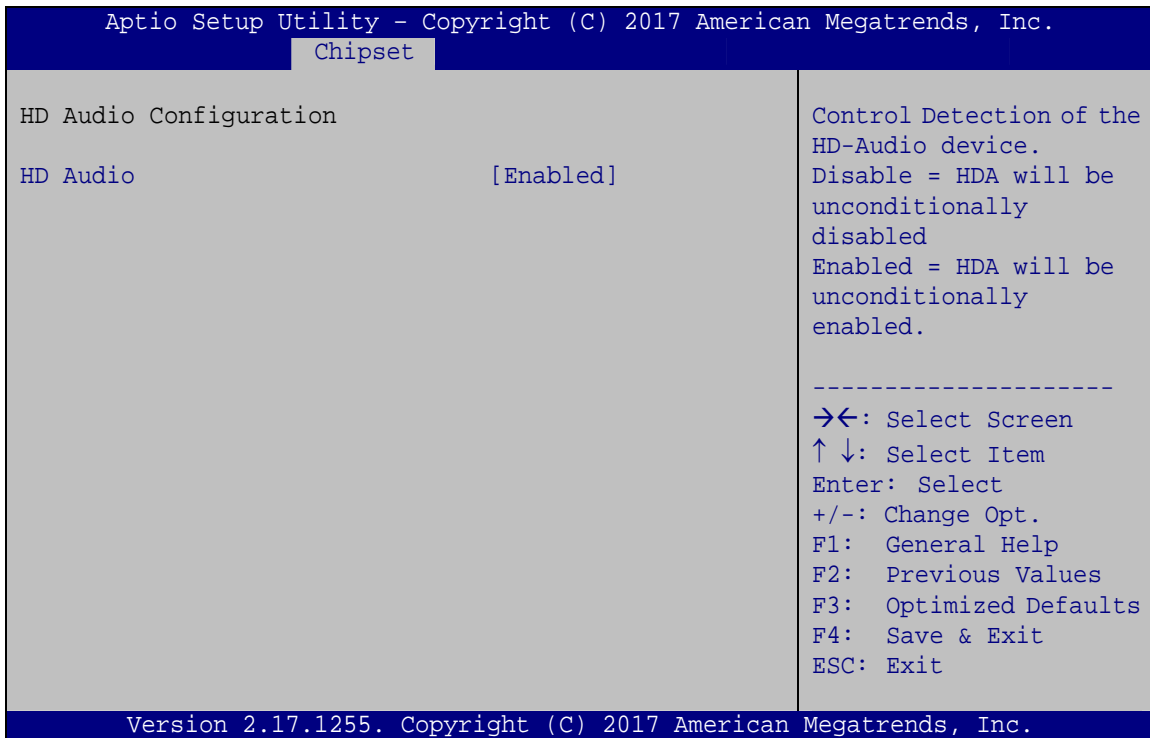 Aptio Setup Utility – Copyright (C) 2017 American Megatrends, Inc.
Chipset
HD Audio Configuration
HD Audio [Enabled]
Control Detection of the
HD-Audio device.
Disable = HDA will be
unconditionally
disabled
Enabled = HDA will be
unconditionally
enabled.
---------------------
→←: Select Screen
↑ ↓: Select Item
Enter: Select
+/-: Change Opt.
F1: General Help
F2: Previous Values
F3: Optimized Defaults
F4: Save & Exit
ESC: Exit
Version 2.17.1255. Copyright (C) 2017 American Megatrends, Inc.